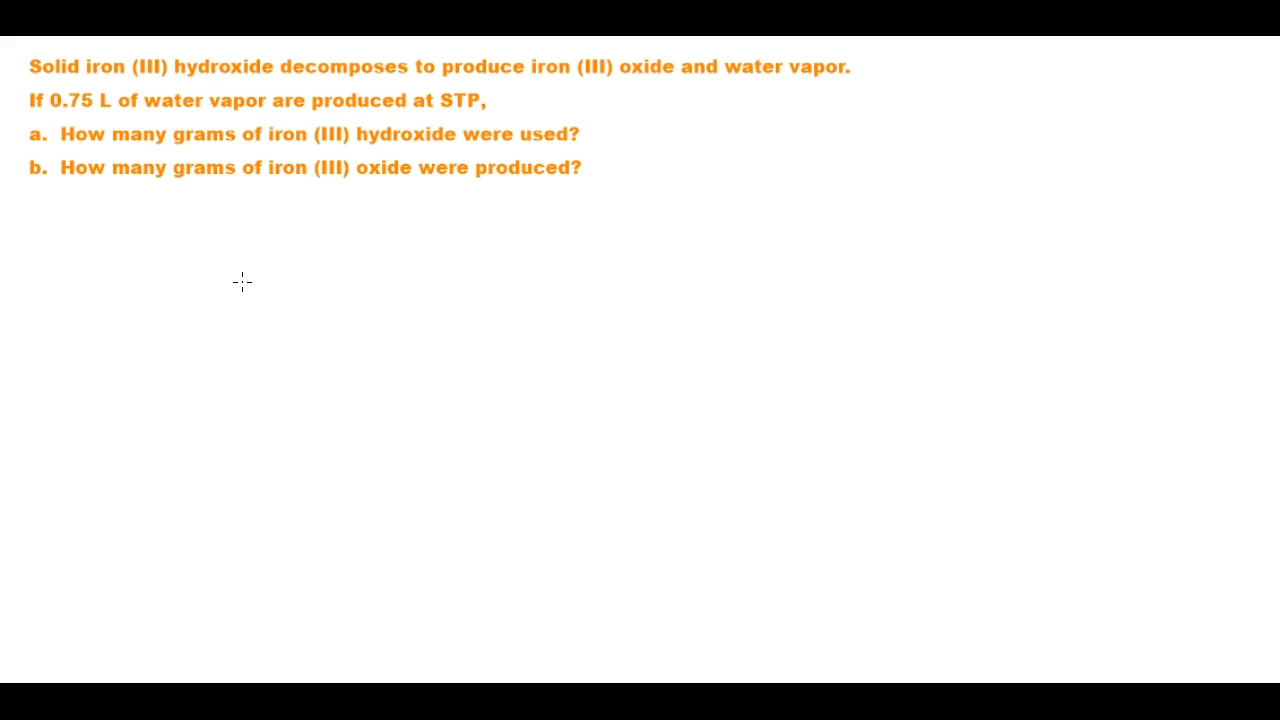 Solid iron (III) hydroxide decomposes to produce iron (III) oxide and water vapor.
If 0.75 L of water vapor are produced at STP,
a. How many grams of iron (III) hydroxide were used?
b. How many grams of iron (III) oxide were produced?